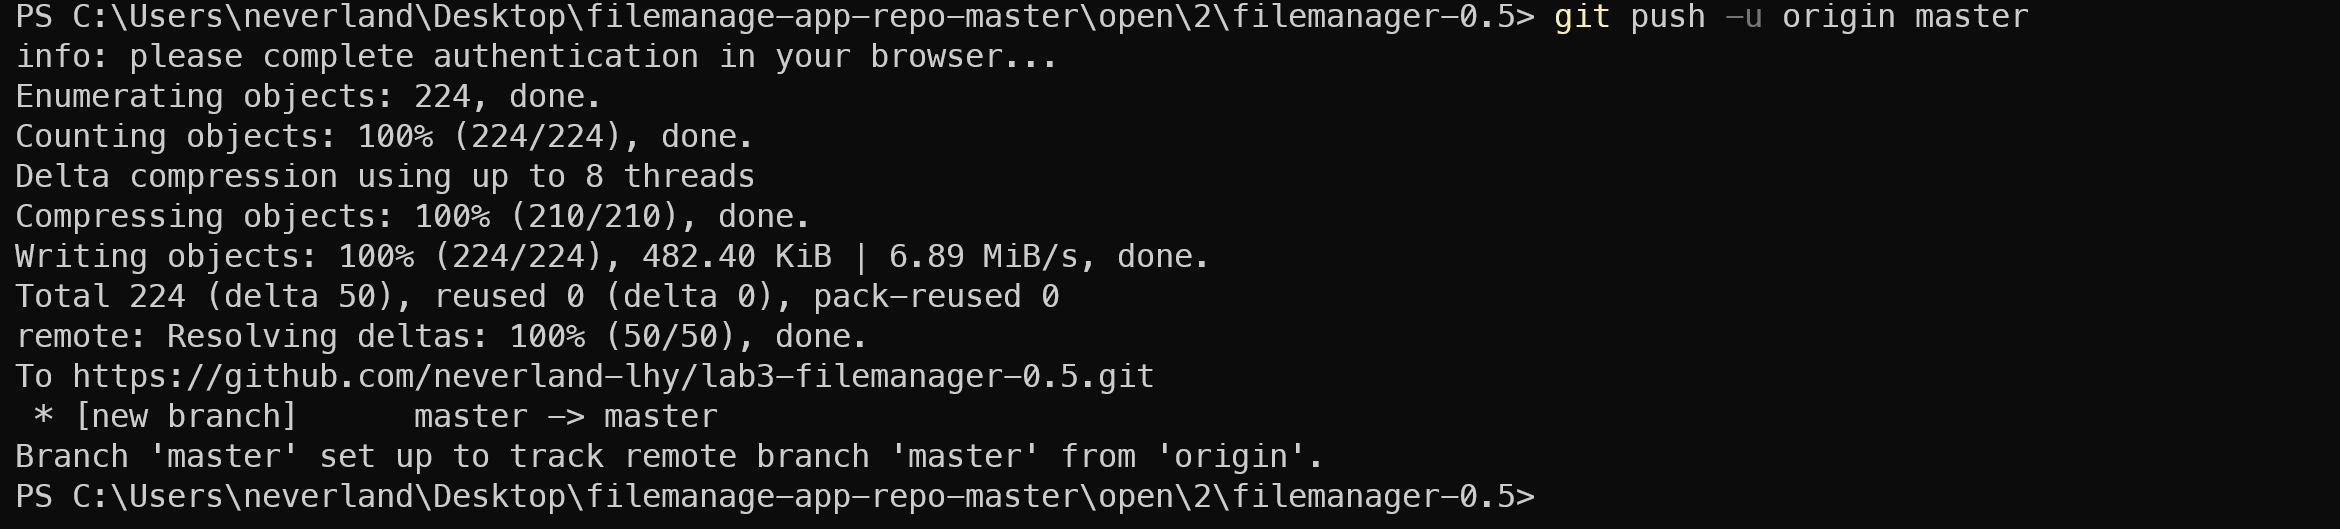 PS C:\Users\neverland\Desktop\filemanage-app-repo-master\open\2\filemanager-0.5> git push -u origin master
info: please complete authentication in your browser...
Enumerating objects: 224, done.
Counting objects: 100% (224/224), done.
Delta compression using up to 8 threads
Compressing objects: 100% (210/210), done.
Writing objects: 100% (224/224), 482.40 KiB | 6.89 MiB/s, done.
Total 224 (delta 50), reused 0 (delta 0), pack-reused 0
remote: Resolving deltas: 100% (50/50), done.
To https://github.com/neverland-lhy/lab3-filemanager-0.5.git
 * [new branch]      master -> master
Branch 'master' set up to track remote branch 'master' from 'origin'.
PS C:\Users\neverland\Desktop\filemanage-app-repo-master\open\2\filemanager-0.5>